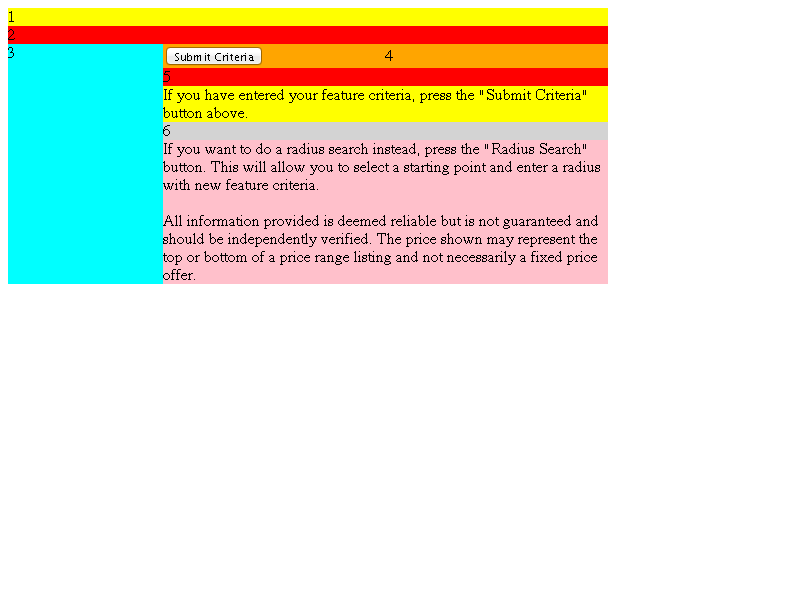 1
2
3
Submit Criteria 4
5
If you have entered your feature criteria, press the "Submit Criteria"
button above.
6
If you want to do a radius search instead, press the "Radius Search"
button. This will allow you to select a starting point and enter a radius
with new feature criteria.
All information provided is deemed reliable but is not guaranteed and
should be independently verified. The price shown may represent the
top or bottom of a price range listing and not necessarily a fixed price
offer.